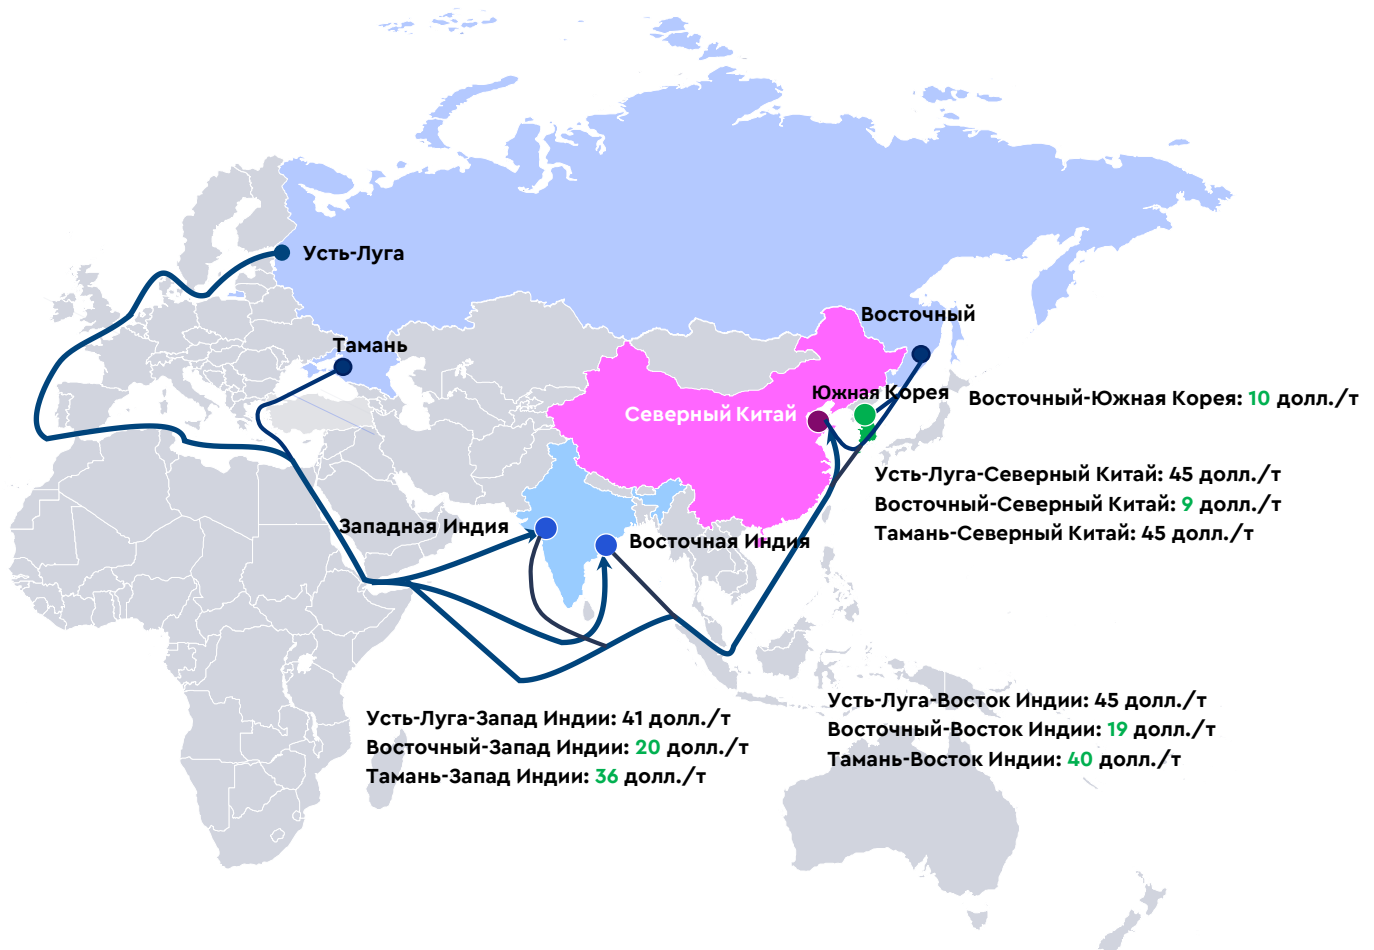 Усть-Луга
Восточный
Тамань
Южная Корея
Восточный-Южная Корея: 10 долл./т
Северный Китай
Усть-Луга-Северный Китай: 45 долл./т
Восточный-Северный Китай: 9 долл./т
Тамань-Северный Китай: 45 долл./т
Западная Индия
Восточная Индия
Усть-Луга-Запад Индии: 41 долл./т
Восточный-Запад Индии: 20 долл./т
Тамань-Запад Индии: 36 долл./т
Усть-Луга-Восток Индии: 45 долл./т
Восточный-Восток Индии: 19 долл./т
Тамань-Восток Индии: 40 долл./т